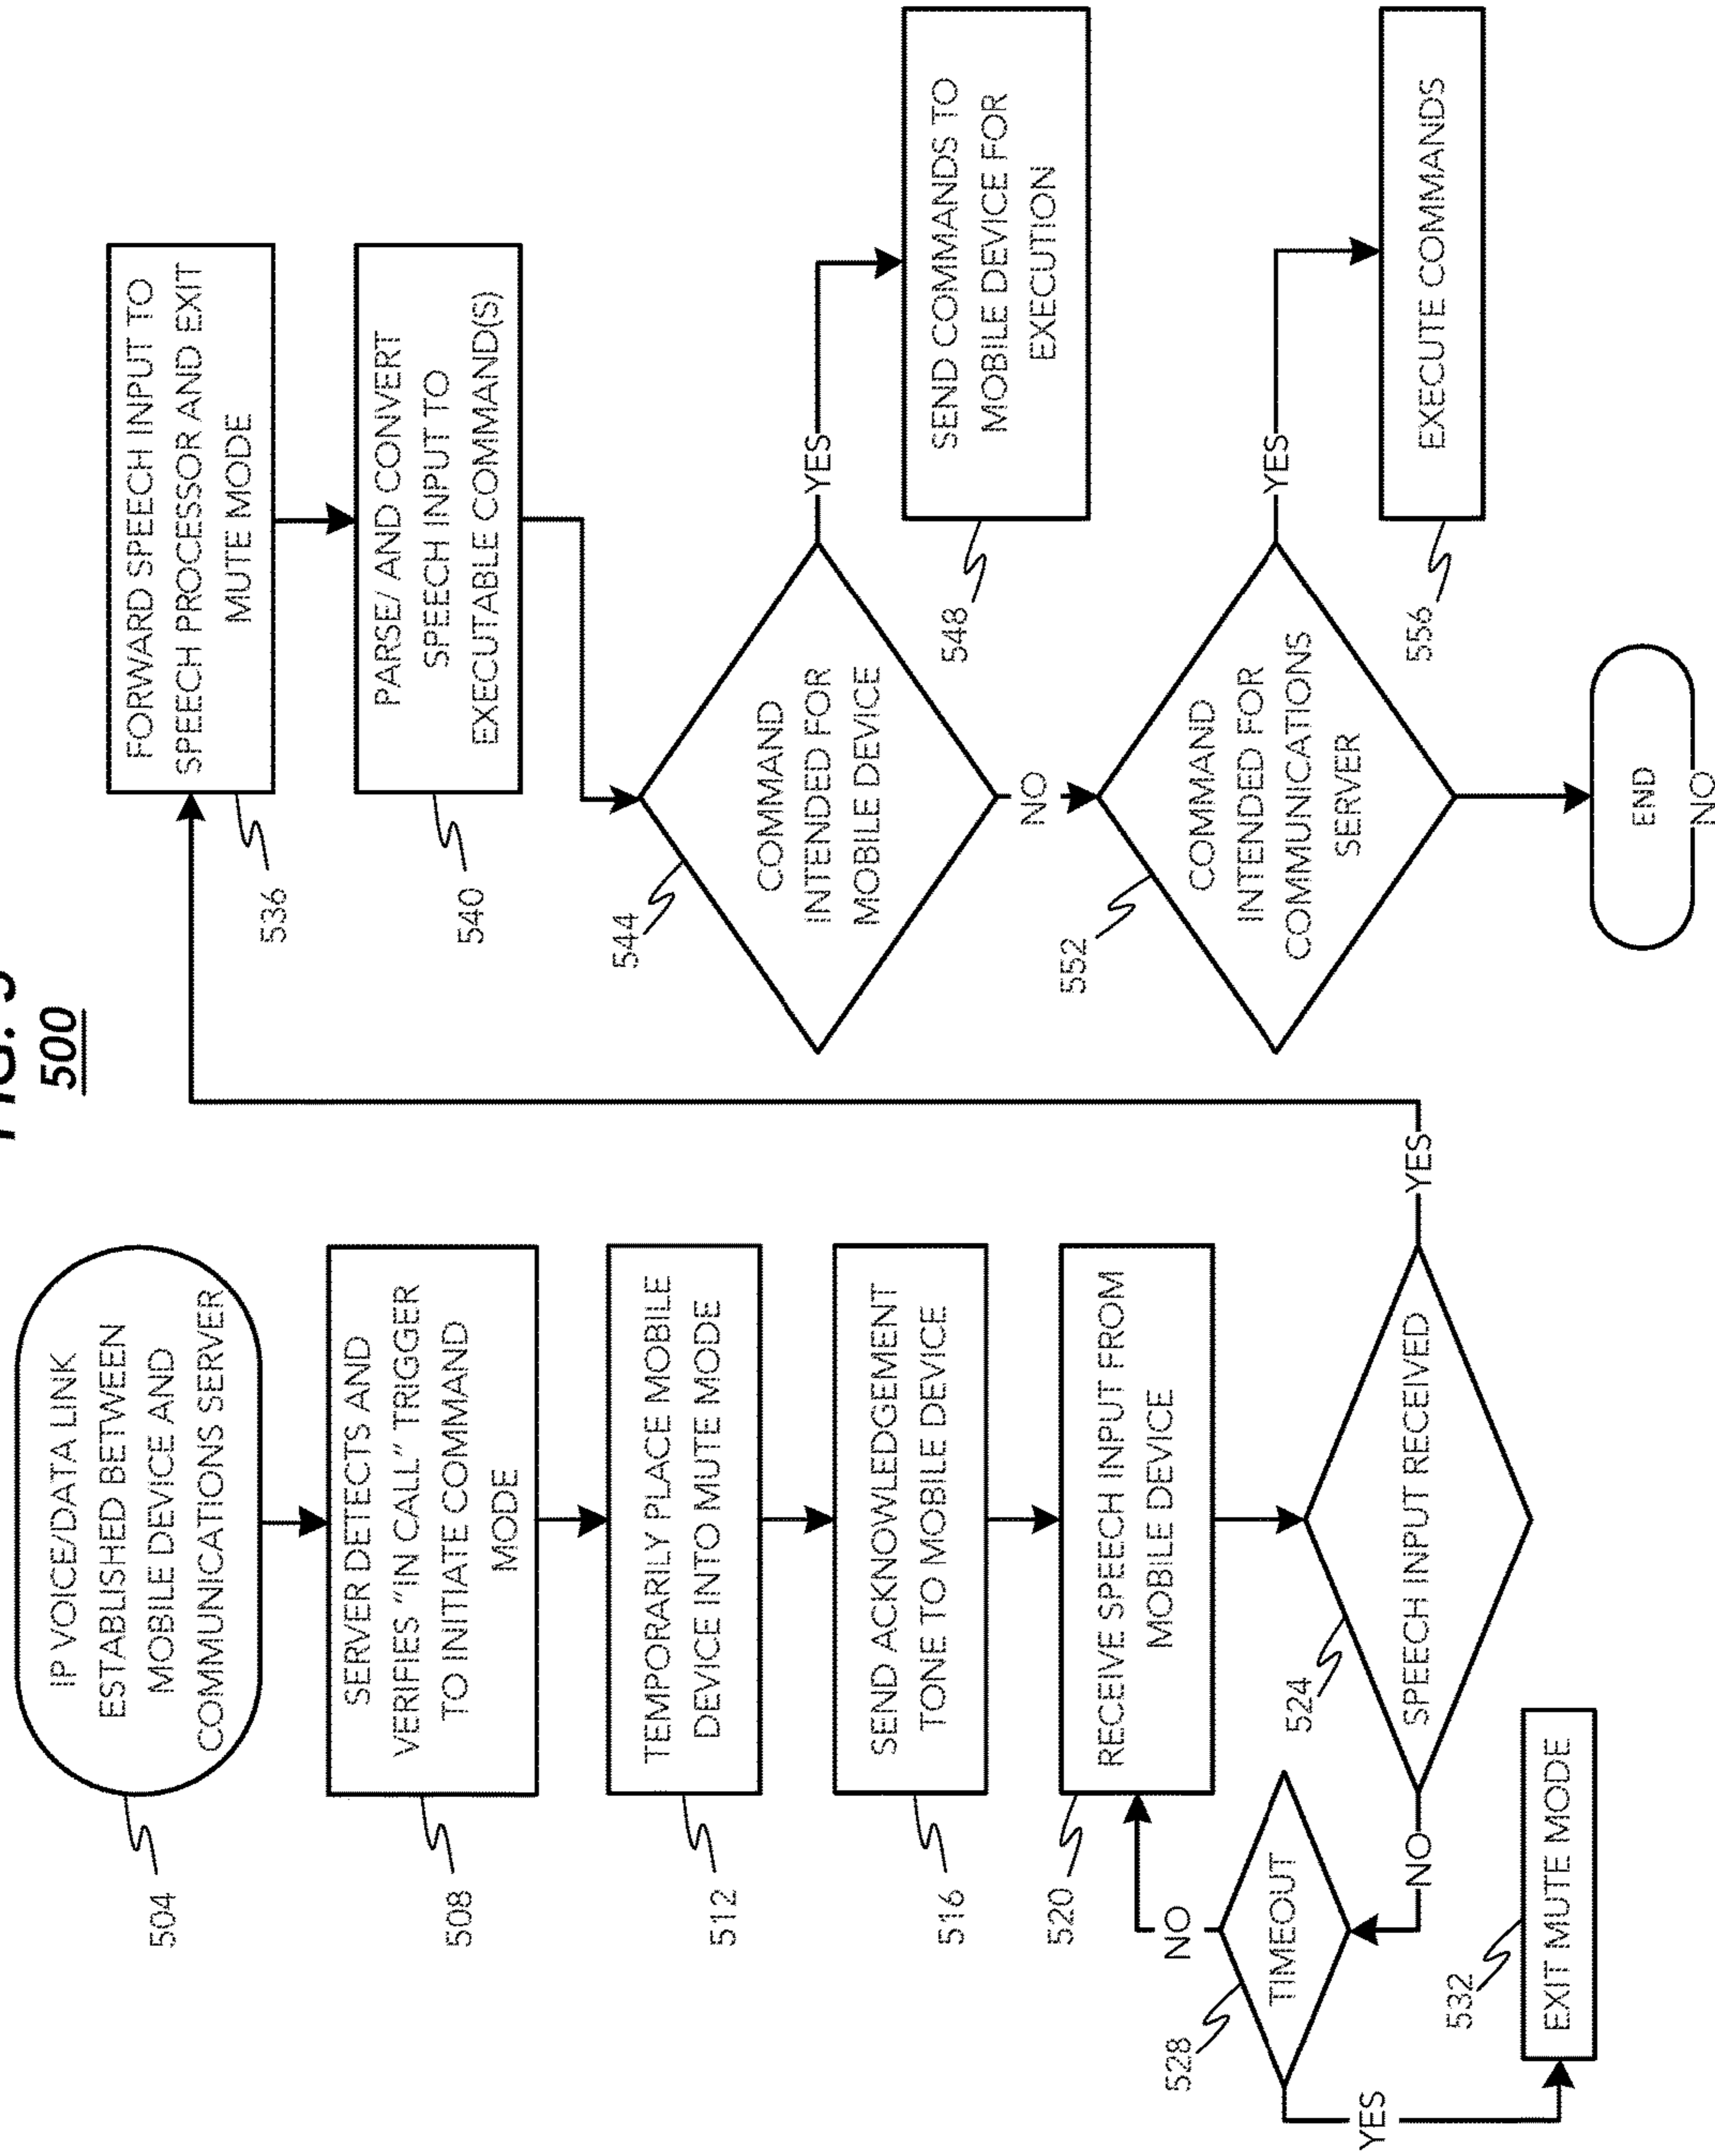 FIG. 5
500
IP VOICE/DATA LINK
ESTABLISHED BETWEEN
MOBILE DEVICE AND
COMMUNICATIONS SERVER
504
SERVER DETECTS AND
VERIFIES "IN CALL" TRIGGER
TO INITIATE COMMAND
MODE
508
TEMPORARILY PLACE MOBILE
DEVICE INTO MUTE MODE
512
SEND ACKNOWLEDGEMENT
TONE TO MOBILE DEVICE
516
RECEIVE SPEECH INPUT FROM
MOBILE DEVICE
520
SPEECH INPUT RECEIVED
524
YES
NO
TIMEOUT
528
NO
YES
EXIT MUTE MODE
532
FORWARD SPEECH INPUT TO
SPEECH PROCESSOR AND EXIT
MUTE MODE
536
PARSE/ AND CONVERT
SPEECH INPUT TO
EXECUTABLE COMMAND(S)
540
COMMAND
INTENDED FOR
MOBILE DEVICE
544
YES
SEND COMMANDS TO
MOBILE DEVICE FOR
EXECUTION
548
NO
COMMAND
INTENDED FOR
COMMUNICATIONS
SERVER
552
YES
EXECUTE COMMANDS
556
END
NO